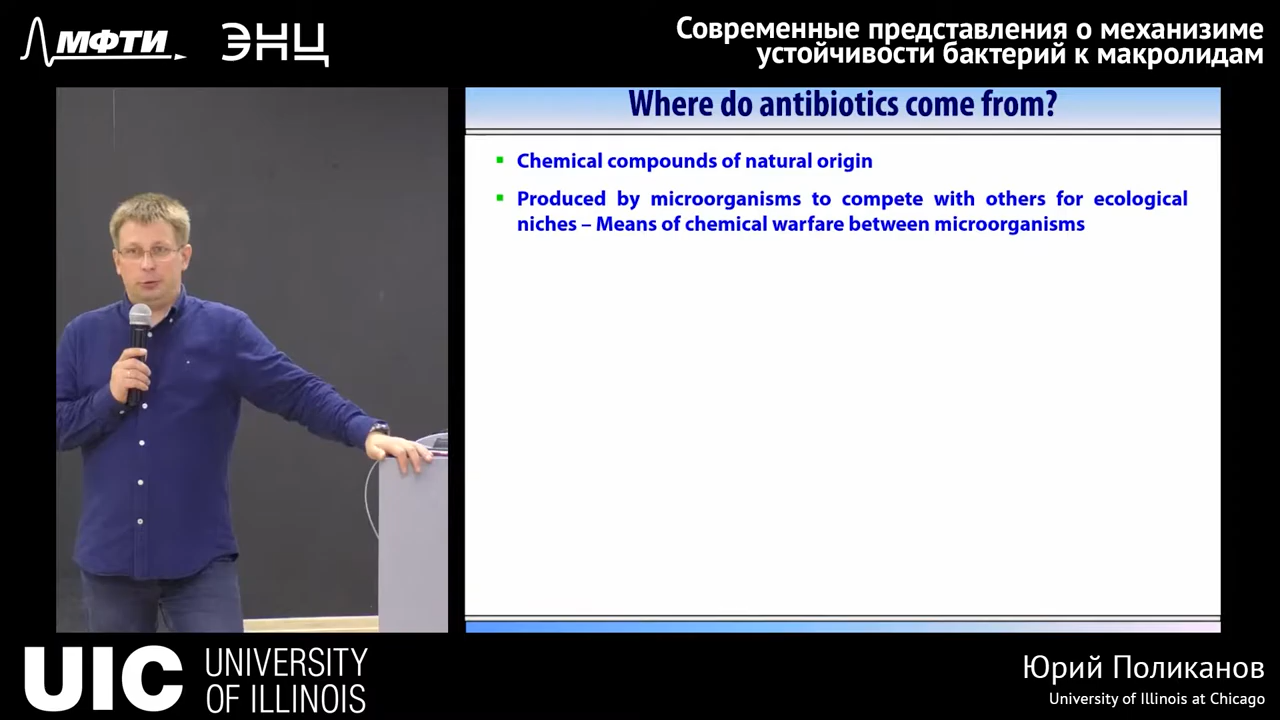 МФТИ
ЭНЦ
Современные представления о механизиме
устойчивости бактерий к макролидам
Where do antibiotics come from?
Chemical compounds of natural origin
Produced by microorganisms to compete with others for ecological
niches – Means of chemical warfare between microorganisms
UIC
UNIVERSITY
OF ILLINOIS
Юрий Поликанов
University of Illinois at Chicago